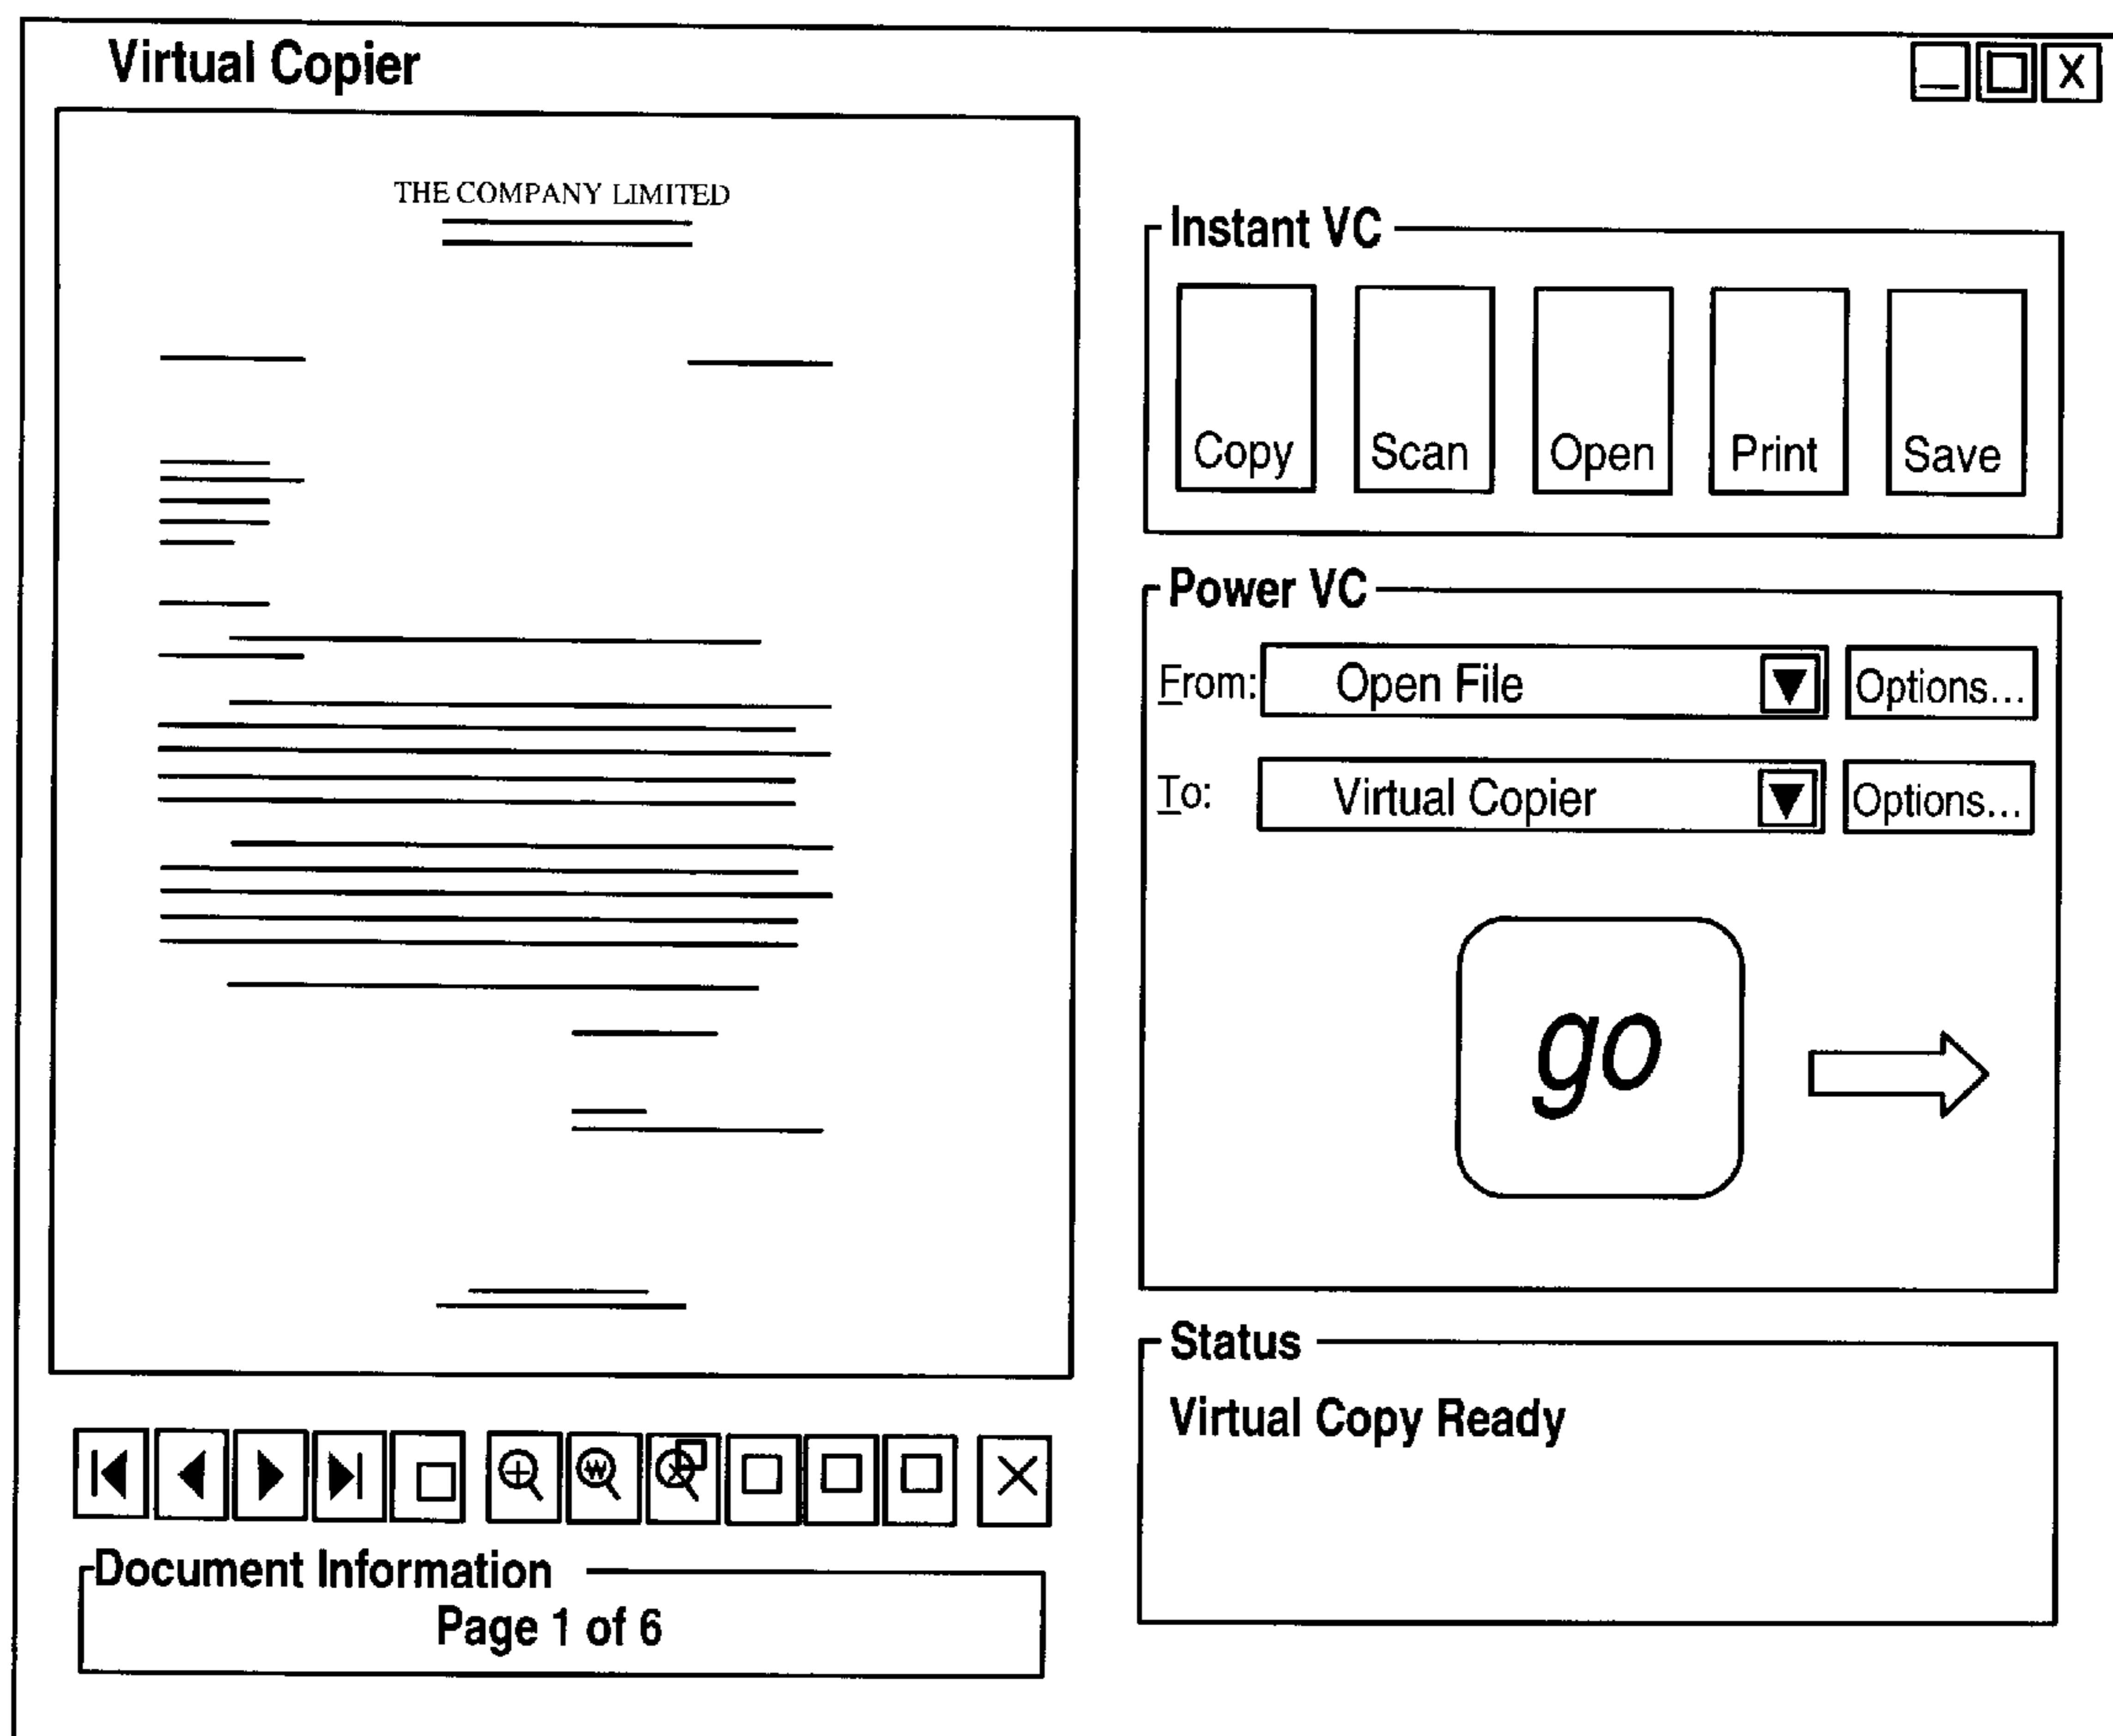 Virtual Copier
X
THE COMPANY LIMITED
Instant VC
Copy Scan Open Print Save
Power VC
From: Open File Options...
To: Virtual Copier Options...
go
Status
Virtual Copy Ready
W
Document Information
Page 1 of 6